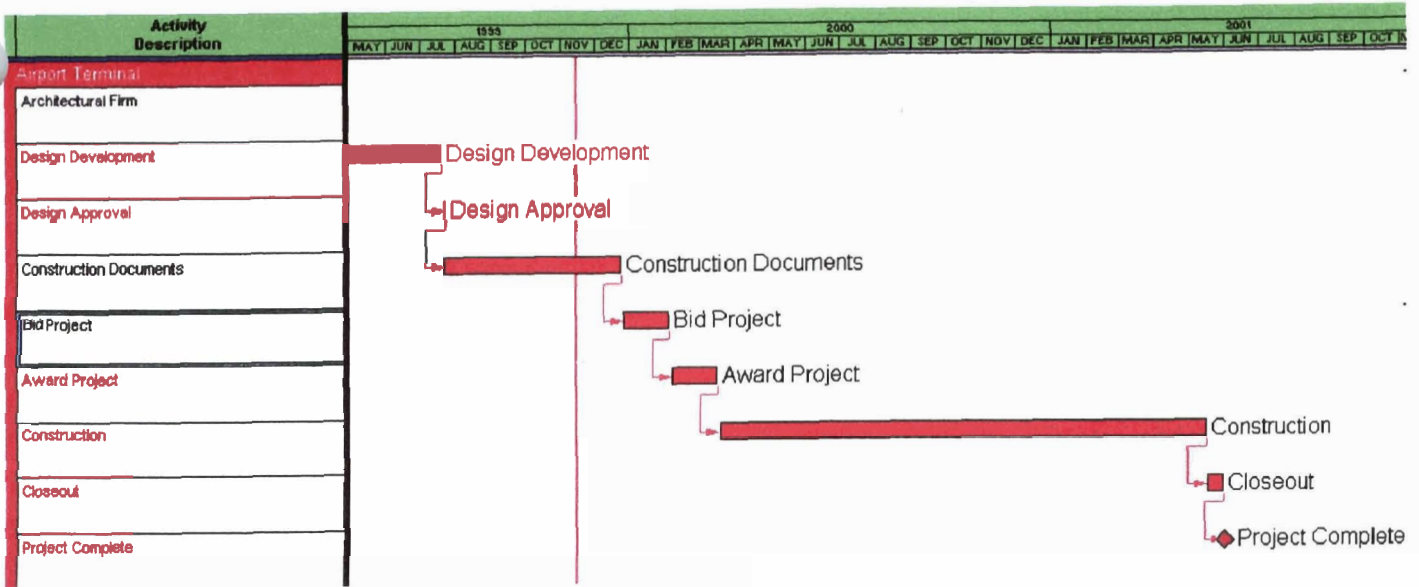 Activity
Description
1999
2000
2001
MAY JUN JUL AUG SEP OCT NOV DEC JAN FEB MAR APR MAY JUN JUL AUG SEP OCT NOV DEC JAN FEB MAR APR MAY JUN JUL AUG SEP OCT
Airport Terminal
Architectural Firm
Design Development
Design Development
Design Approval
Design Approval
Construction Documents
Construction Documents
Bid Project
Bid Project
Award Project
Award Project
Construction
Construction
Closeout
Closeout
Project Complete
Project Complete